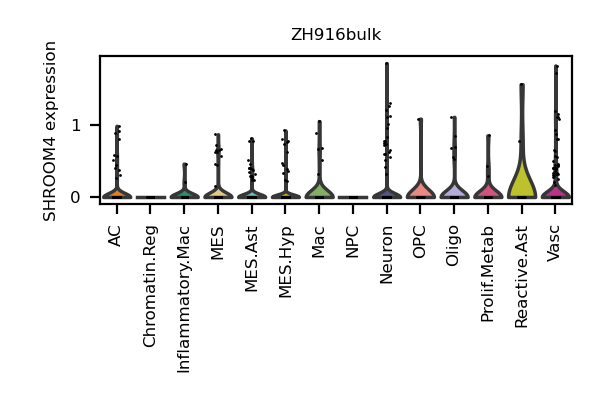 ZH916bulk
SHROOM4 expression
1
0
AC
Chromatin.Reg
Inflammatory.Mac
MES
MES.Ast
MES.Hyp
Mac
NPC
Neuron
OPC
Oligo
Prolif.Metab
Reactive.Ast
Vasc